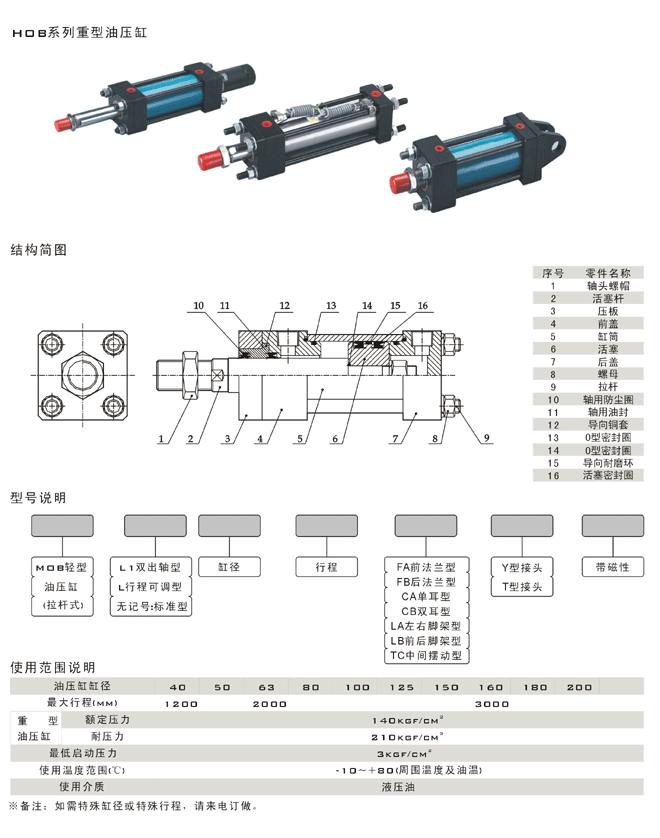 HOB系列重型油压缸
结构简图
序号 零件名称
1 轴头螺帽
2 活塞杆
3 压板
4 前盖
5 缸筒
6 活塞
7 后盖
8 螺母
9 拉杆
10 轴用防尘圈
11 轴用油封
12 导向铜套
13 O型密封圈
14 O型密封圈
15 导向耐磨环
16 活塞密封圈
10 11 12 13 14 15 16
1 2 3 4 5 6 7 8 9
型号说明
MOB轻型
油压缸
(拉杆式)
L1双出轴型
L行程可调型
无记号:标准型
缸径
行程
FA前法兰型
FB后法兰型
CA单耳型
CB双耳型
LA左右脚架型
LB前后脚架型
TC中间摆动型
Y型接头
T型接头
带磁性
使用范围说明
油压缸缸径 40 50 63 80 100 125 150 160 180 200
最大行程(MM) 1200 2000 3000
重型油压缸 额定压力 140KGF/CM²
耐压力 210KGF/CM²
最低启动压力 3KGF/CM²
使用温度范围(℃) -10~+80(周围温度及油温)
使用介质 液压油
※备注：如需特殊缸径或特殊行程，请来电订做。